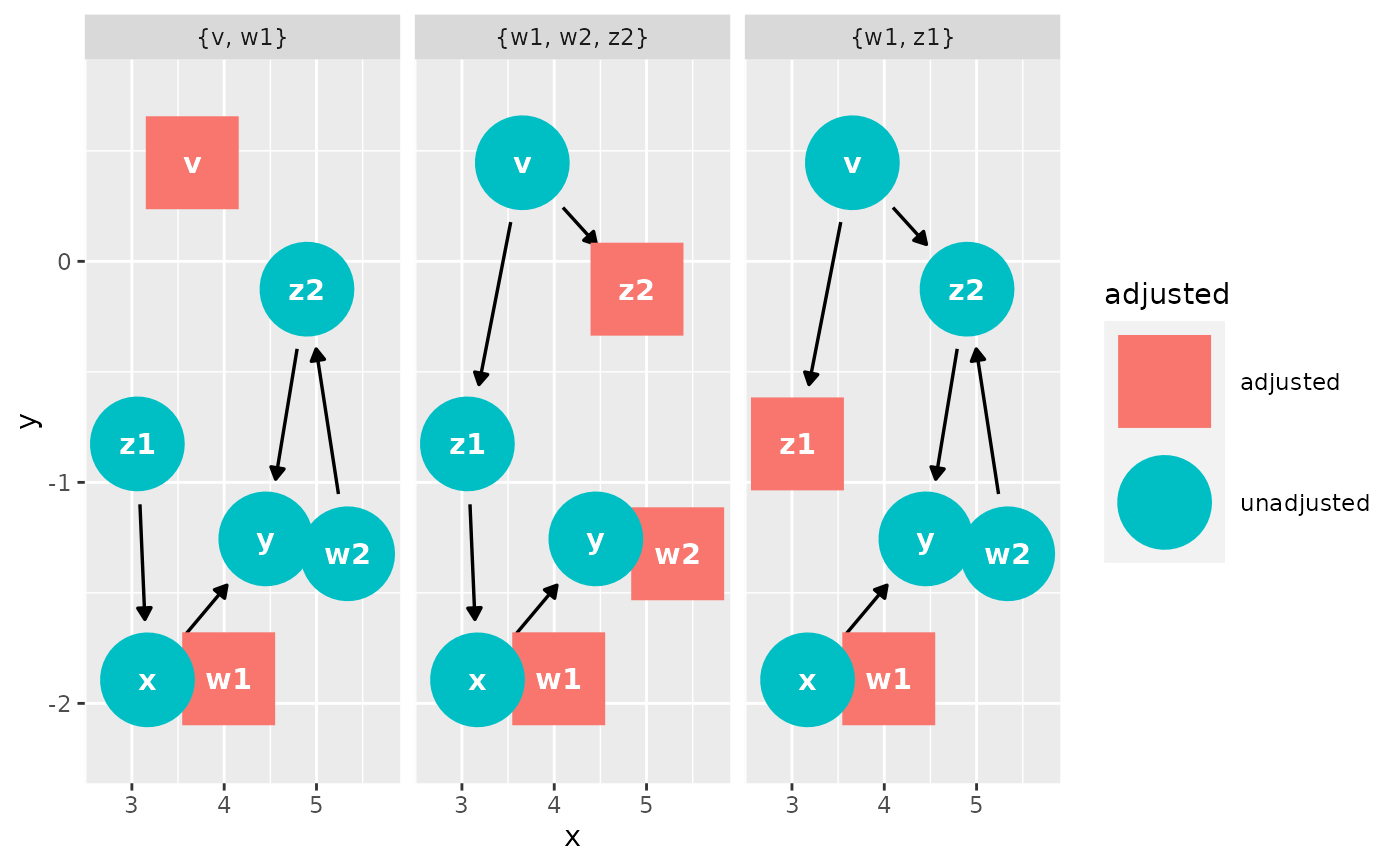 {v, w1} {w1, w2, z2} {w1, z1}
v v v
z2 z2 z2
z1 z1 z1
y w2 y w2 y w2
x w1 x w1 x w1
0
-1
-2
y
3 4 5 3 4 5 3 4 5
x
adjusted
adjusted
unadjusted